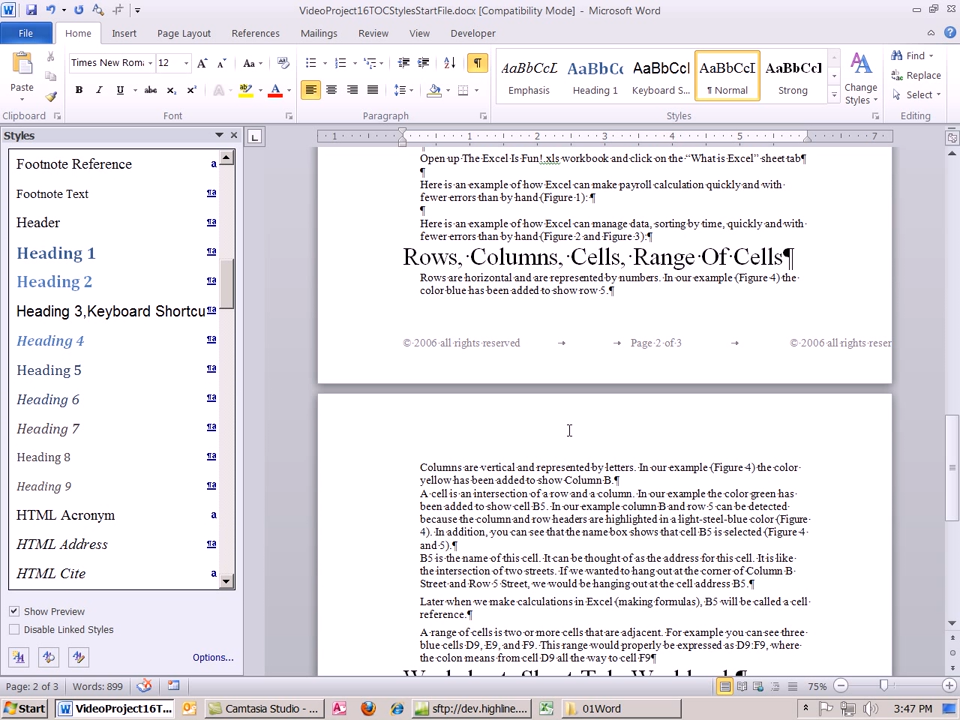 VideoProject16TOCStylesStartFile.docx [Compatibility Mode] - Microsoft Word
File Home Insert Page Layout References Mailings Review View Developer
Paste
Clipboard
Times New Roma 12
Font
Paragraph
AaBbCcL AaBbCc AaBbCcI AaBbCcI AaBbCcI
Emphasis Heading 1 Keyboard S... ¶ Normal Strong
Change Styles
Styles
Find
Replace
Select
Editing
Styles
Footnote Reference a
Footnote Text ¶a
Header ¶a
Heading 1 ¶a
Heading 2 ¶a
Heading 3,Keyboard Shortcu ¶a
Heading 4 ¶a
Heading 5 ¶a
Heading 6 ¶a
Heading 7 ¶a
Heading 8
Heading 9
HTML Acronym a
HTML Address ¶a
HTML Cite a
Show Preview
Disable Linked Styles
Options...
1 1 2 3 4 5 7
Open up The Excel Is Fun!.xls workbook and click on the “What is Excel” sheet tab¶
¶
Here is an example of how Excel can make payroll calculation quickly and with
fewer errors than by hand (Figure 1): ¶
¶
Here is an example of how Excel can manage data, sorting by time, quickly and with
fewer errors than by hand (Figure 2 and Figure 3):¶
Rows, Columns, Cells, Range Of Cells¶
Rows are horizontal and are represented by numbers. In our example (Figure 4) the
color blue has been added to show row 5.¶
© 2006 all rights reserved → → Page 2 of 3 → © 2006 all rights reser
Columns are vertical and represented by letters. In our example (Figure 4) the color
yellow has been added to show Column B.¶
A cell is an intersection of a row and a column. In our example the color green has
been added to show cell B5. In our example column B and row 5 can be detected
because the column and row headers are highlighted in a light-steel-blue color (Figure
4). In addition, you can see that the name box shows that cell B5 is selected (Figure 4
and 5).¶
B5 is the name of this cell. It can be thought of as the address for this cell. It is like
the intersection of two streets. If we wanted to hang out at the corner of Column B
Street and Row 5 Street, we would be hanging out at the cell address B5.¶
Later when we make calculations in Excel (making formulas), B5 will be called a cell
reference.¶
A range of cells is two or more cells that are adjacent. For example you can see three
blue cells D9, E9, and F9. This range would properly be expressed as D9:F9, where
the colon means from cell D9 all the way to cell F9¶
Page: 2 of 3 Words: 899 75%
Start VideoProject16T... Camtasia Studio - ... sftp://dev.highline... 01Word 3:47 PM